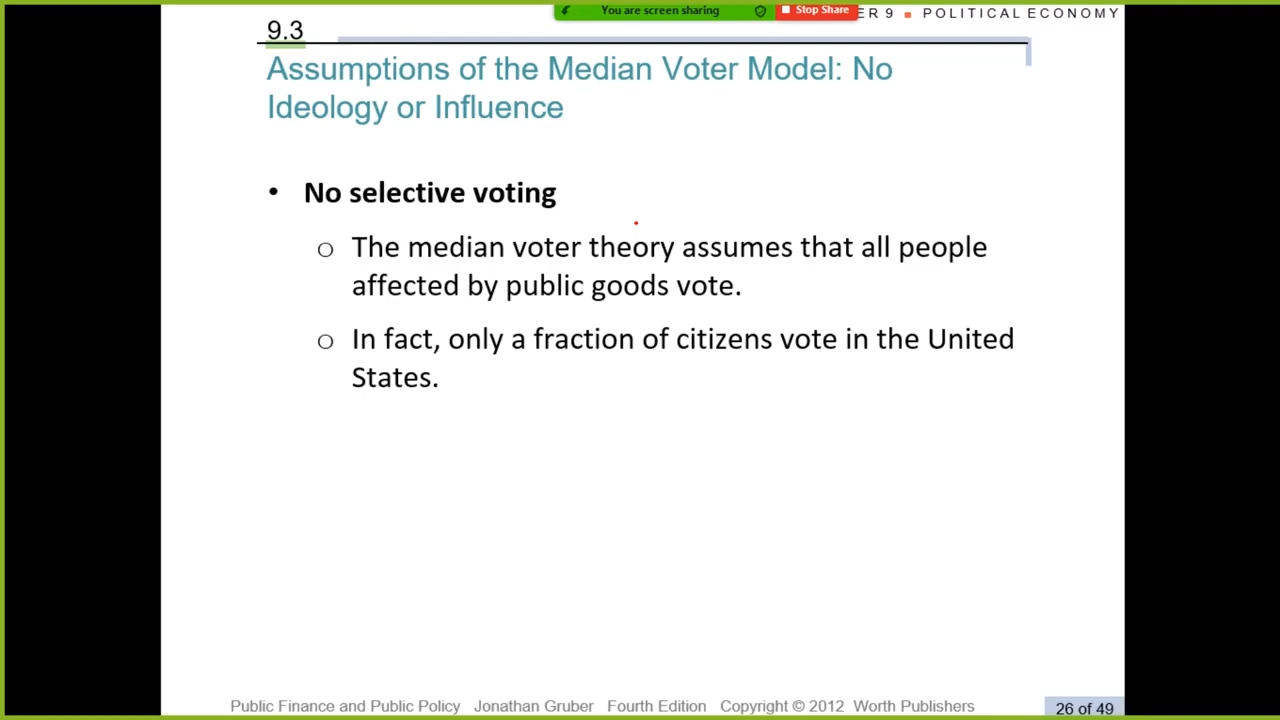 You are screen sharing
Stop Share
ER 9 ■ POLITICAL ECONOMY
9.3
Assumptions of the Median Voter Model: No
Ideology or Influence
• No selective voting
o The median voter theory assumes that all people
affected by public goods vote.
o In fact, only a fraction of citizens vote in the United
States.
Public Finance and Public Policy Jonathan Gruber Fourth Edition Copyright © 2012 Worth Publishers
26 of 49